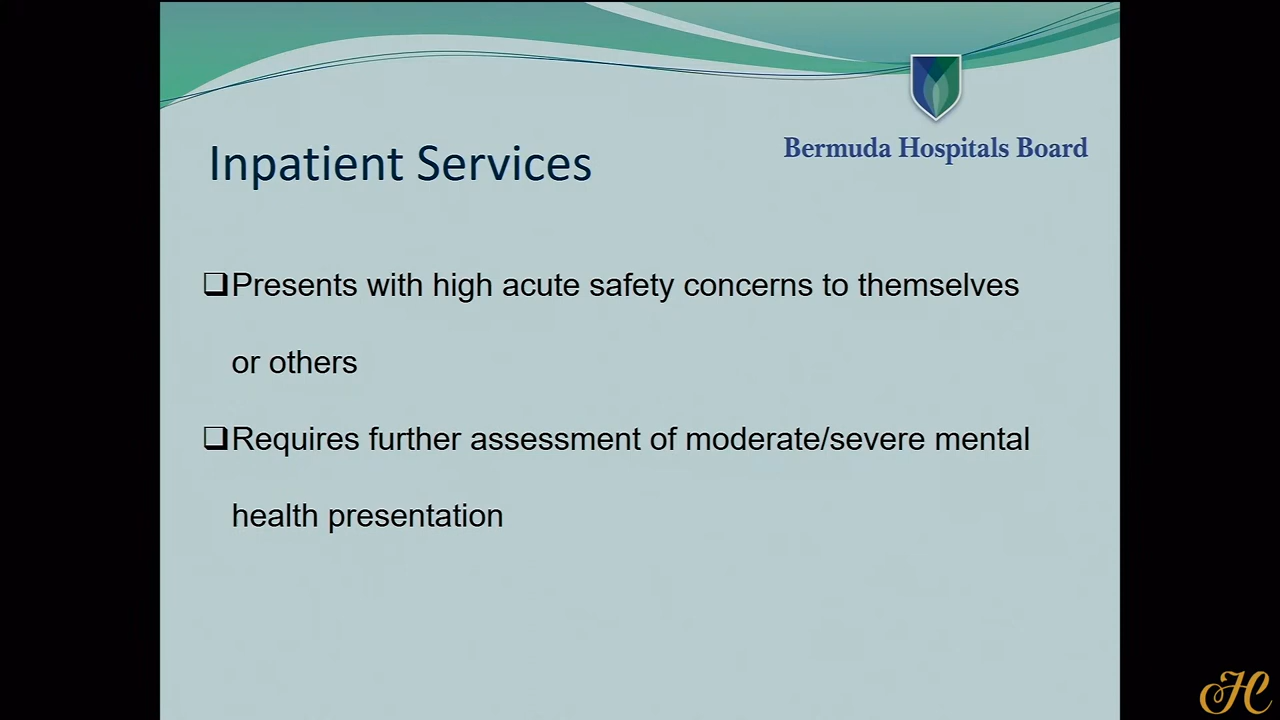 Bermuda Hospitals Board
Inpatient Services
❑Presents with high acute safety concerns to themselves
or others
❑Requires further assessment of moderate/severe mental
health presentation
HC